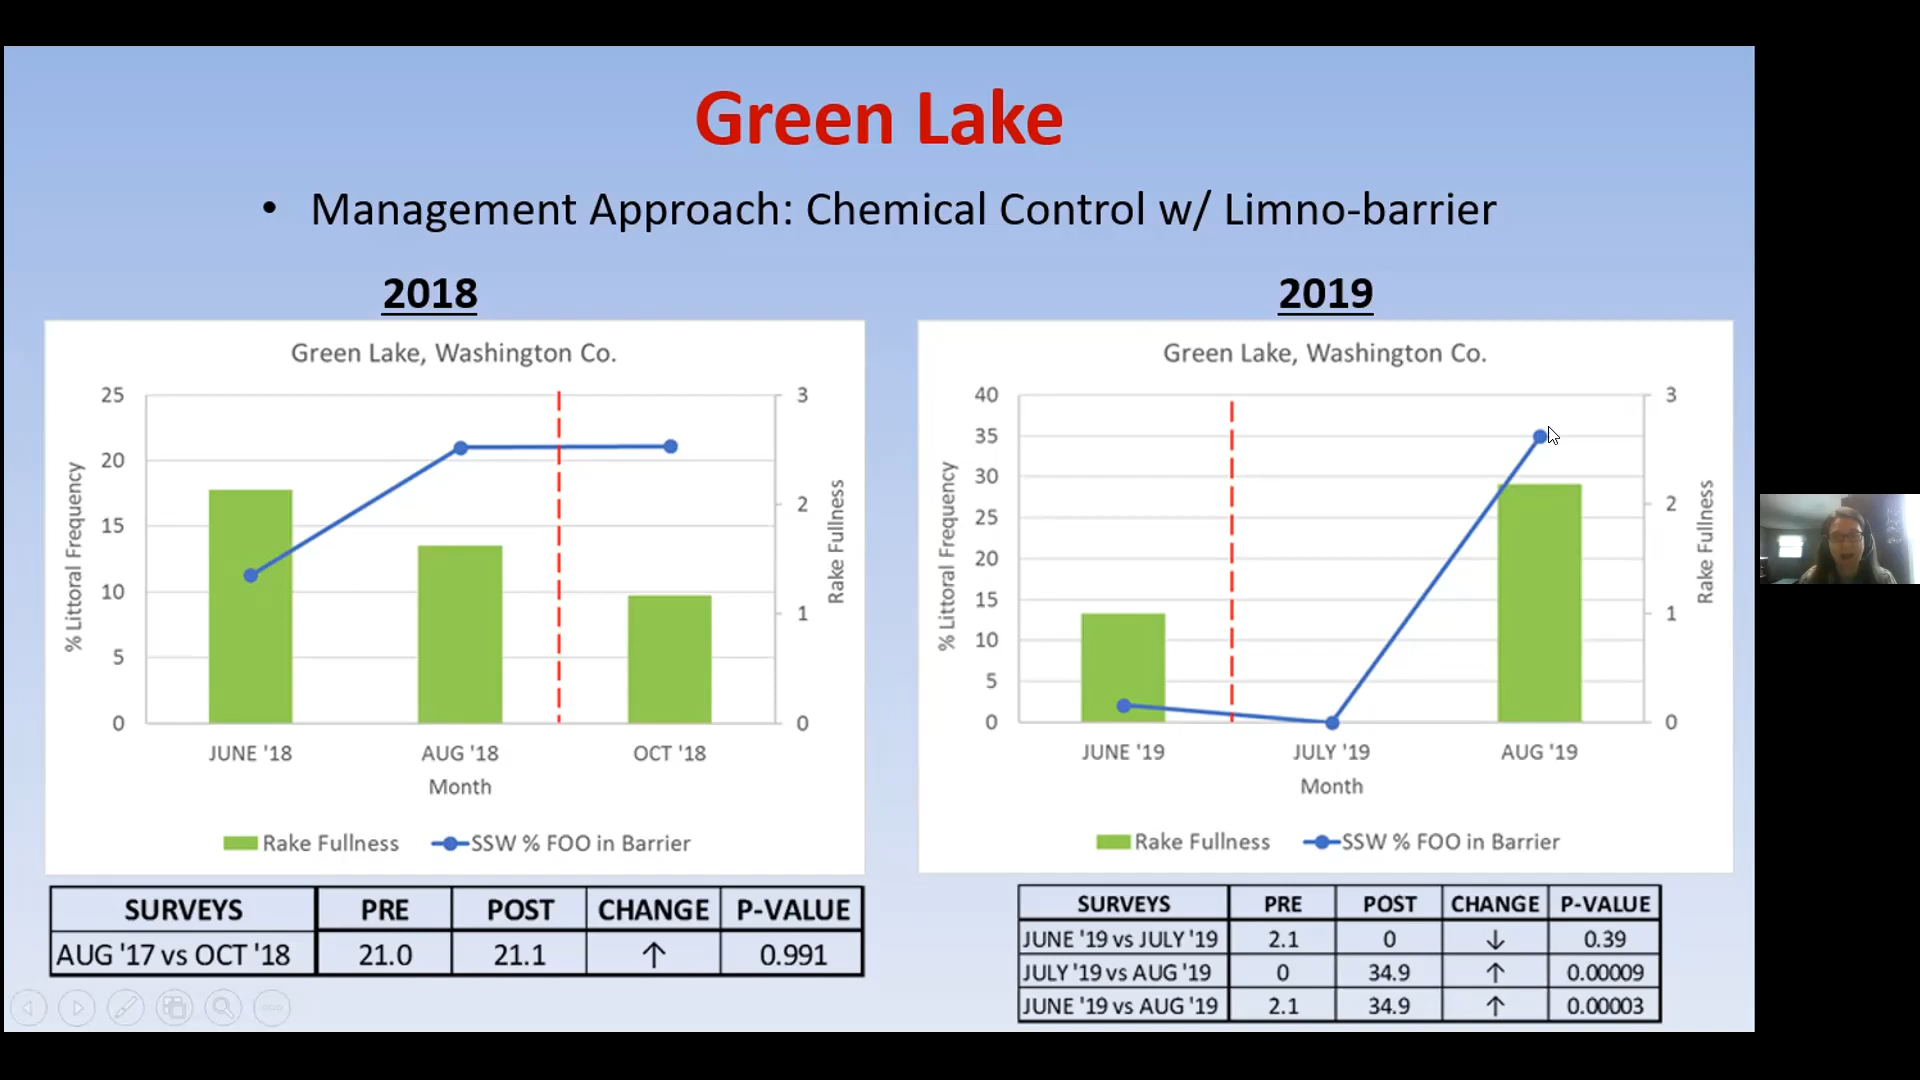 Green Lake
• Management Approach: Chemical Control w/ Limno-barrier
2018
Green Lake, Washington Co.
25
20
15
10
5
0
% Littoral Frequency
3
2
1
0
Rake Fullness
JUNE '18 AUG '18 OCT '18
Month
Rake Fullness SSW % FOO in Barrier
SURVEYS PRE POST CHANGE P-VALUE
AUG '17 vs OCT '18 21.0 21.1 ↑ 0.991
2019
Green Lake, Washington Co.
40
35
30
25
20
15
10
5
0
% Littoral Frequency
3
2
1
0
Rake Fullness
JUNE '19 JULY '19 AUG '19
Month
Rake Fullness SSW % FOO in Barrier
SURVEYS PRE POST CHANGE P-VALUE
JUNE '19 vs JULY '19 2.1 0 ↓ 0.39
JULY '19 vs AUG '19 0 34.9 ↑ 0.00009
JUNE '19 vs AUG '19 2.1 34.9 ↑ 0.00003